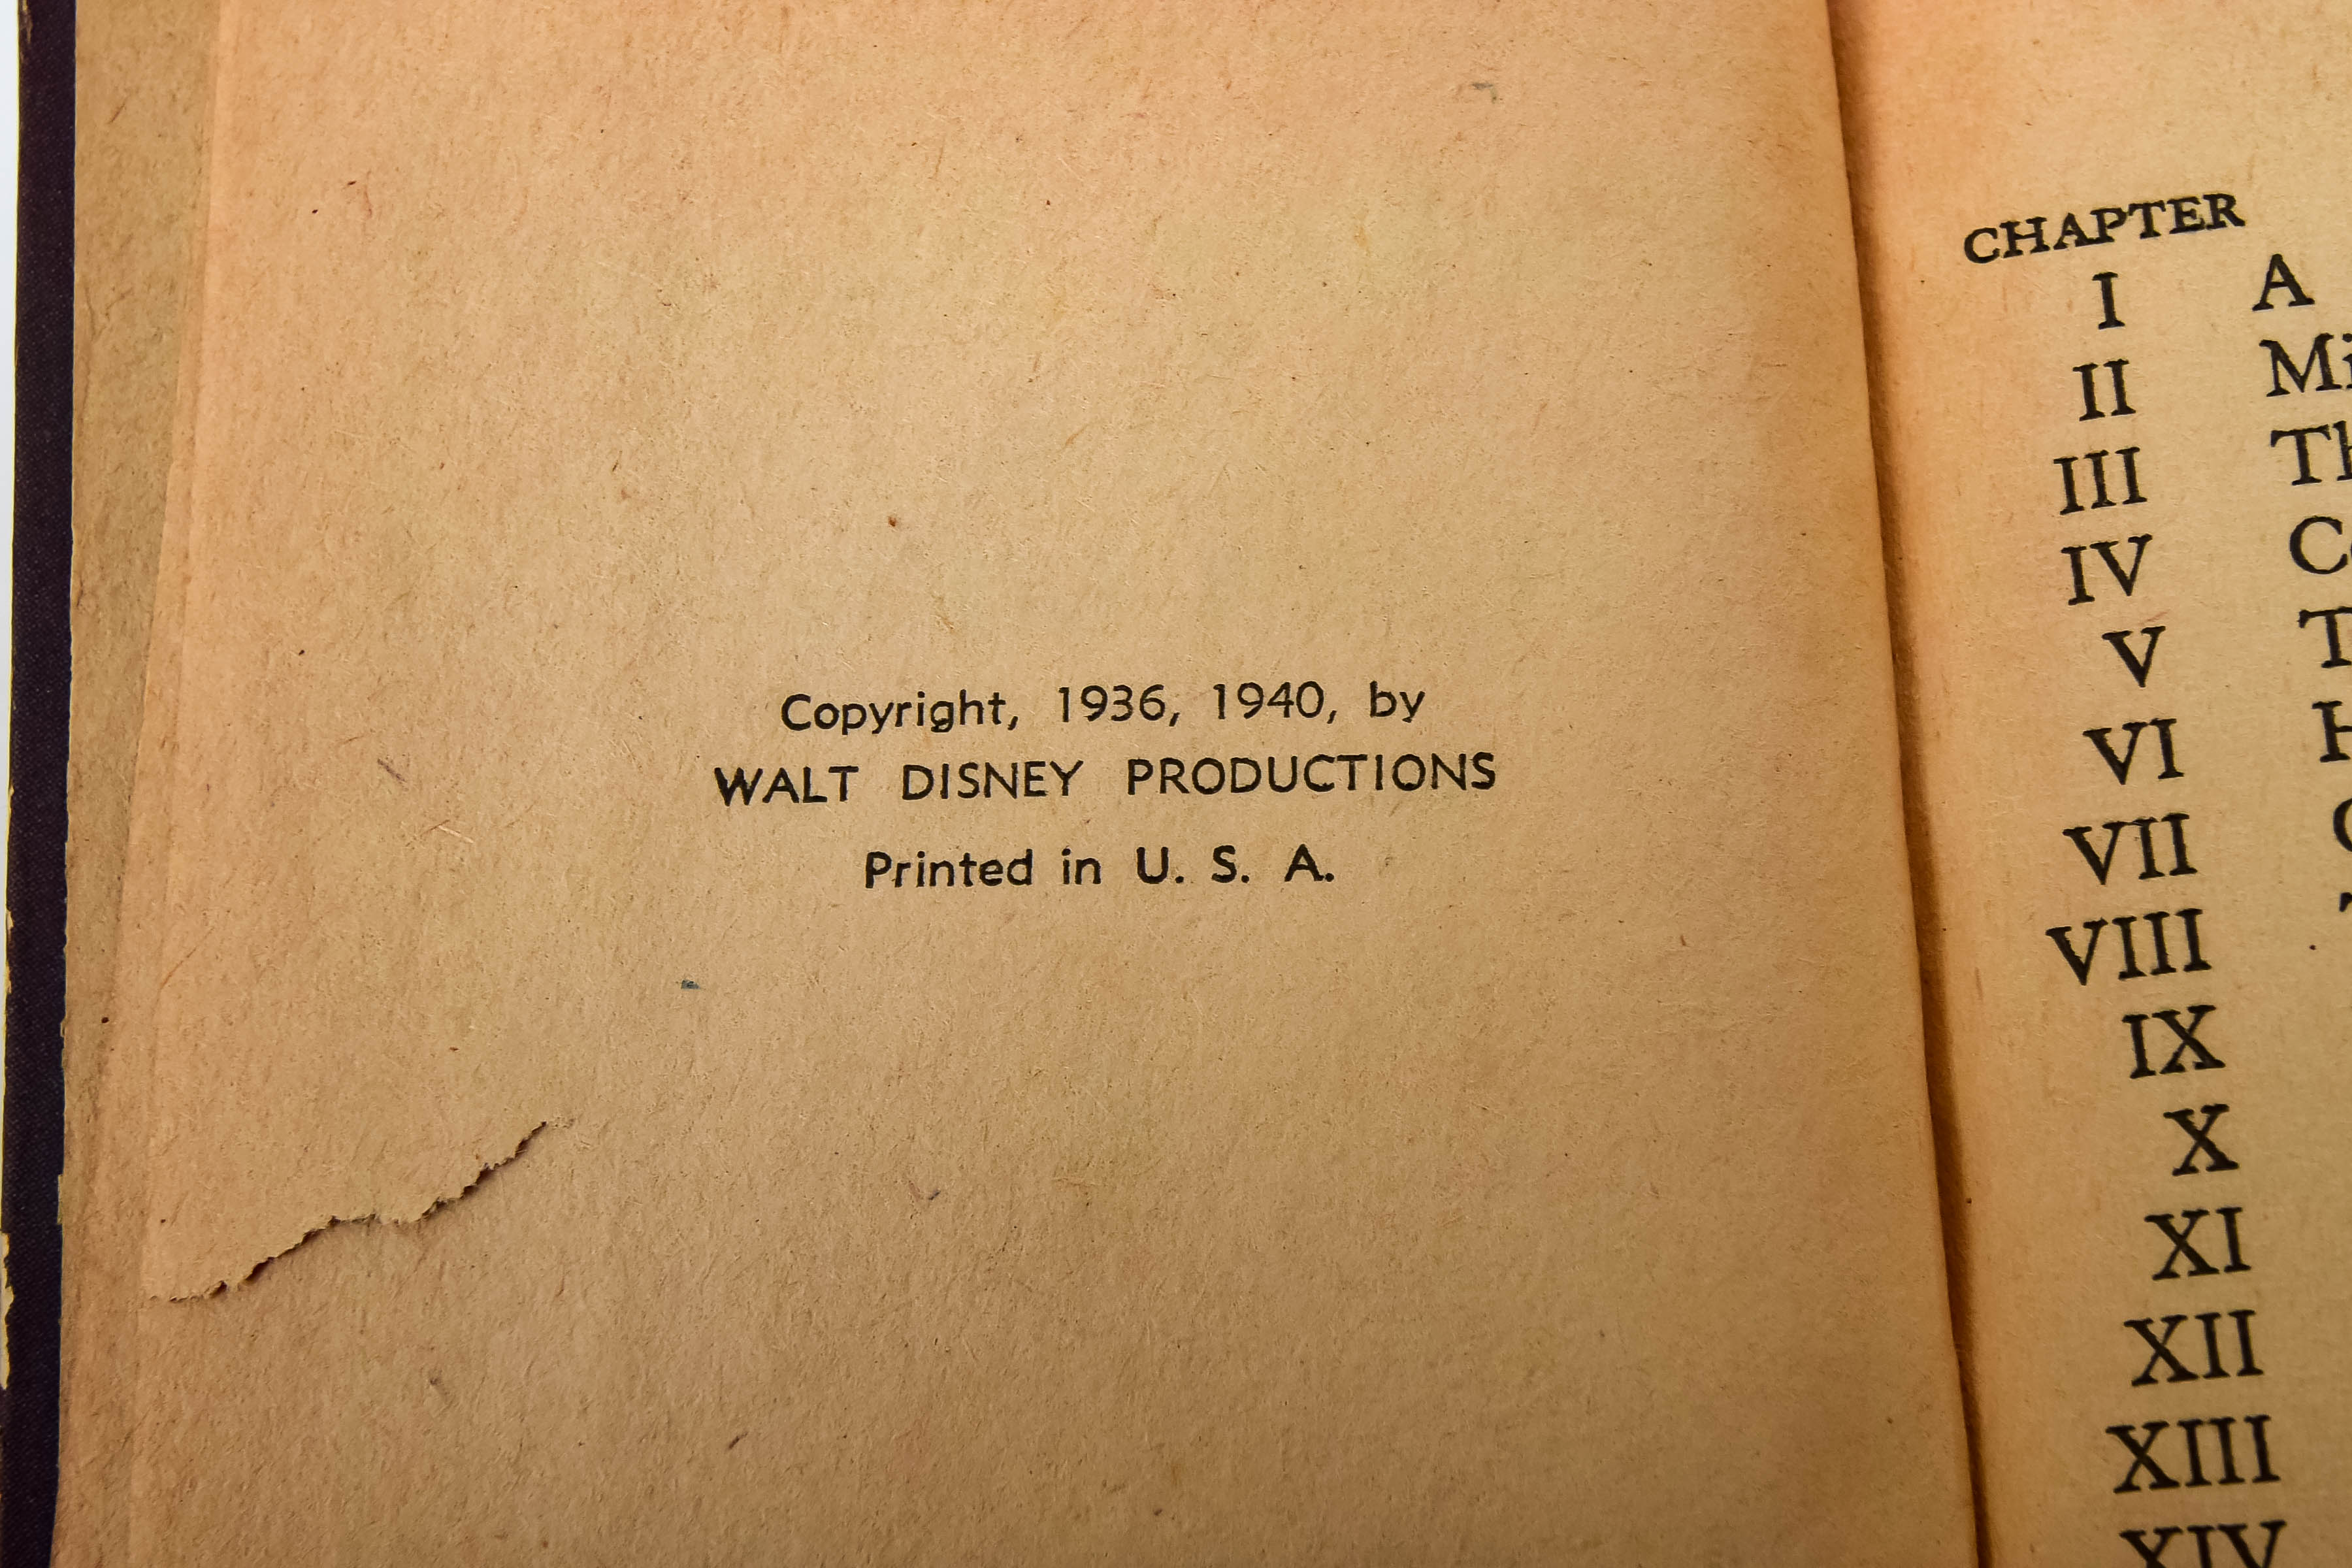 Copyright, 1936, 1940, by
WALT DISNEY PRODUCTIONS
Printed in U. S. A.
CHAPTER
I A
II
III
IV
V
VI
VII
VIII
IX
X
XI
XII
XIII
XIV